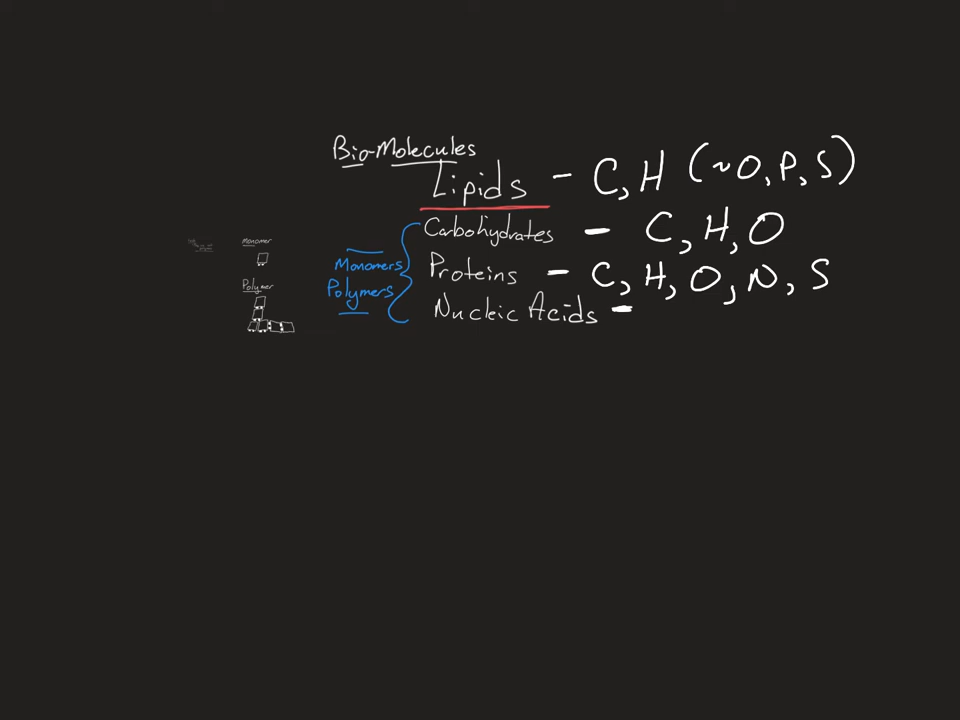 Bio-Molecules
Lipids – C, H (~O, P, S)
Carbohydrates – C, H, O
Proteins – C, H, O, N, S
Nucleic Acids –
Monomers
Polymers
Monomer
Polymer